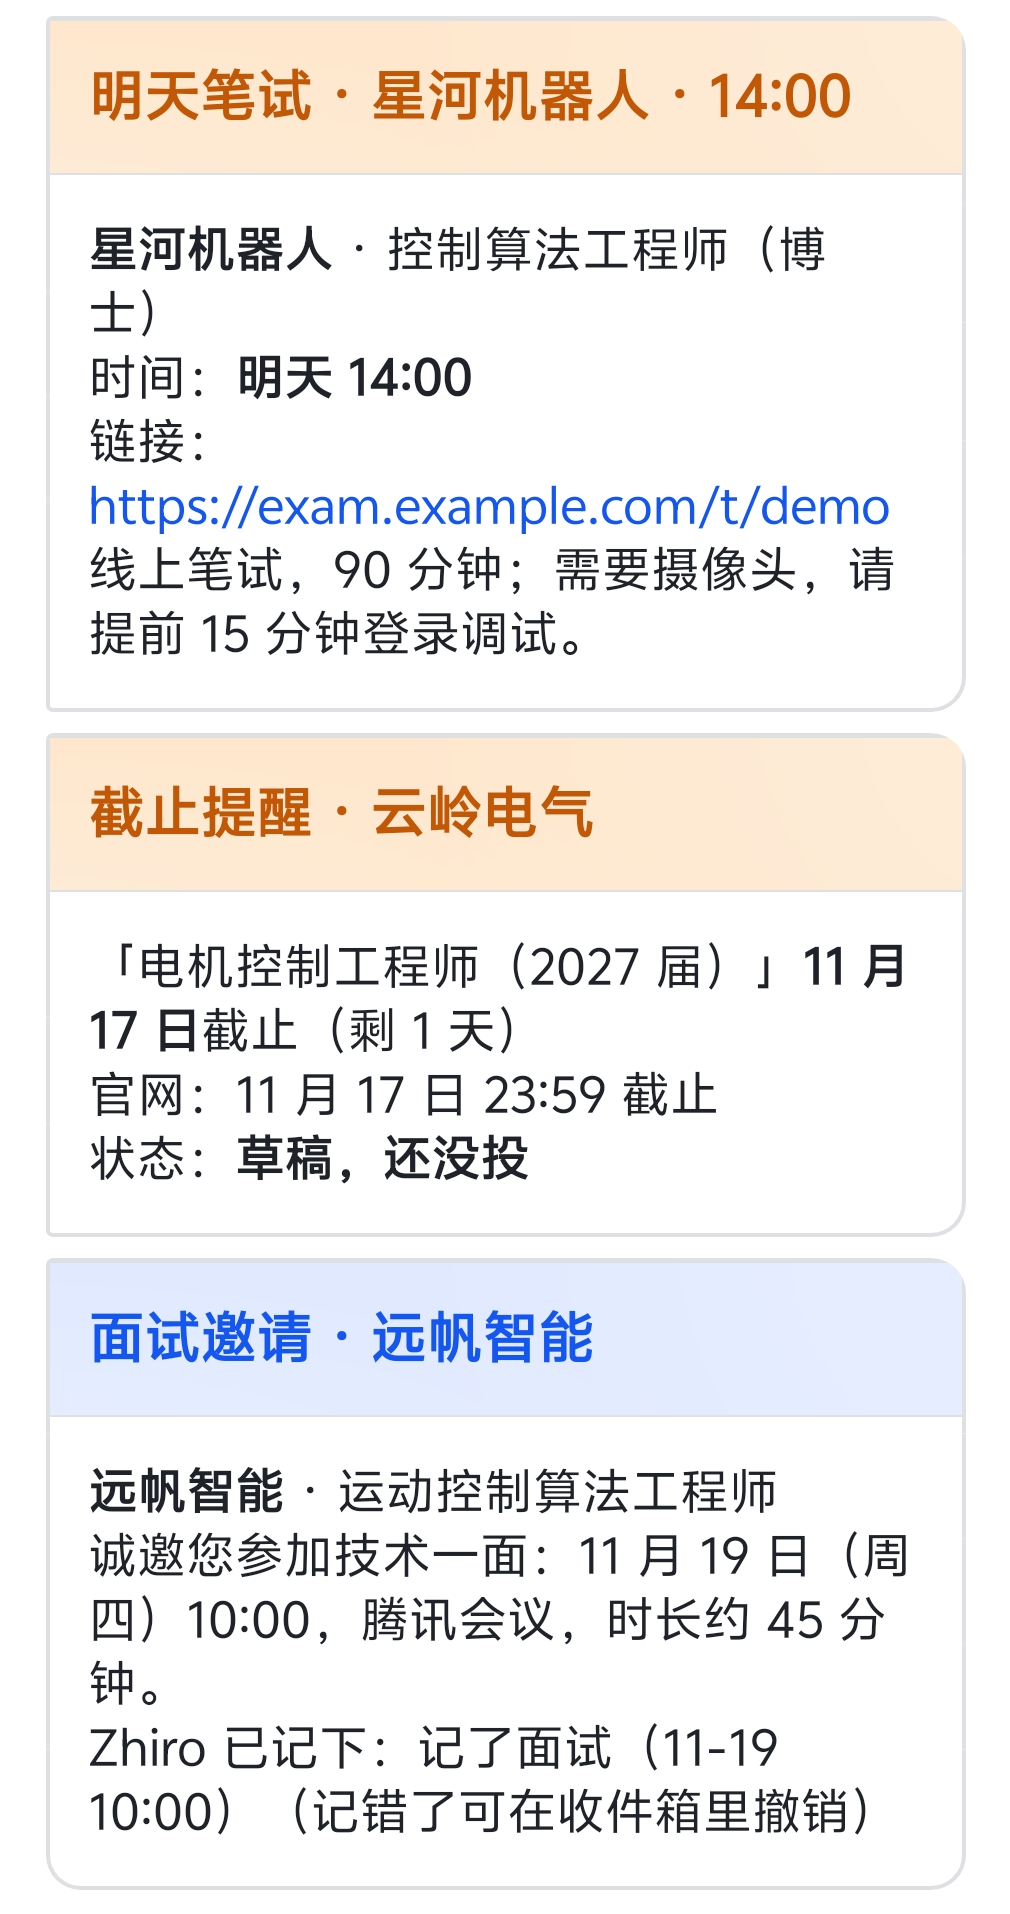 明天笔试 · 星河机器人 · 14:00
星河机器人 · 控制算法工程师（博
士）
时间：明天 14:00
链接：
https://exam.example.com/t/demo
线上笔试，90 分钟；需要摄像头，请
提前 15 分钟登录调试。
截止提醒 · 云岭电气
「电机控制工程师（2027 届）」11 月
17 日截止（剩 1 天）
官网：11 月 17 日 23:59 截止
状态：草稿，还没投
面试邀请 · 远帆智能
远帆智能 · 运动控制算法工程师
诚邀您参加技术一面：11 月 19 日（周
四）10:00，腾讯会议，时长约 45 分
钟。
Zhiro 已记下：记了面试（11-19
10:00）（记错了可在收件箱里撤销）